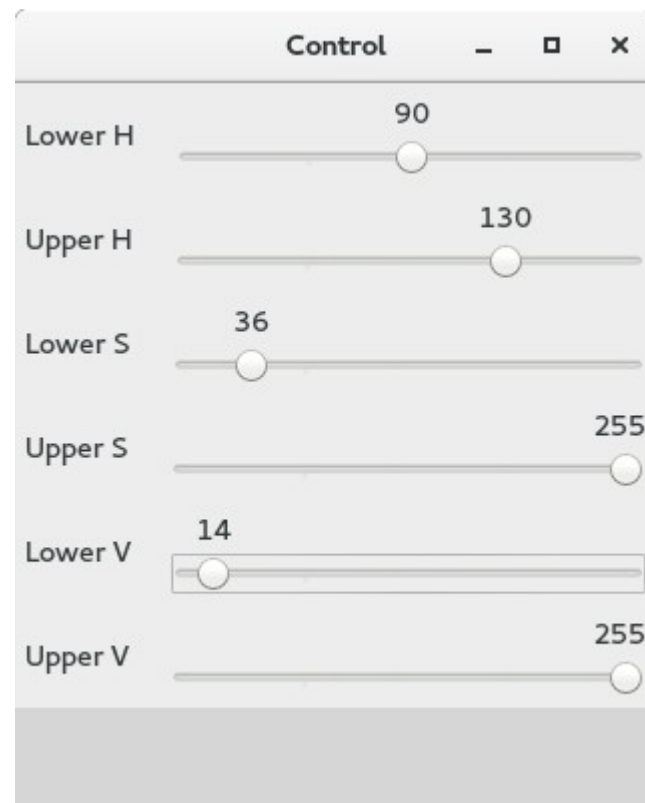 Control
90
Lower H
130
Upper H
36
Lower S
255
Upper S
14
Lower V
255
Upper V